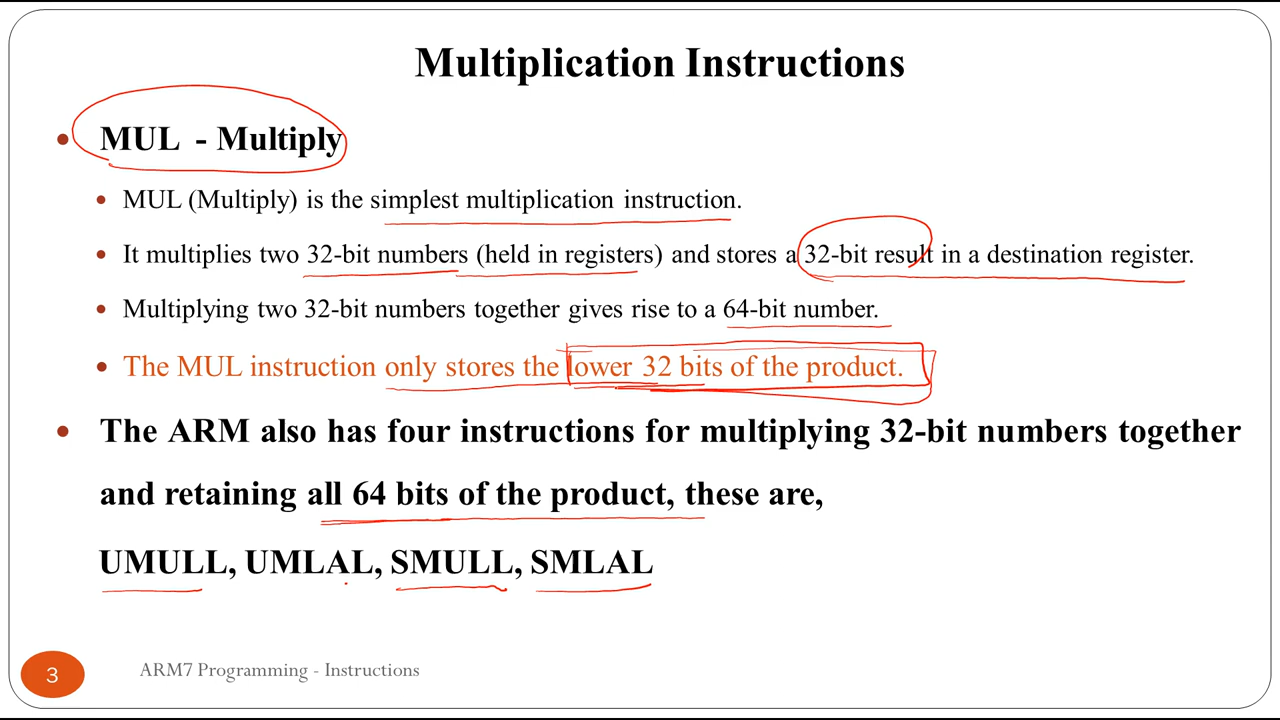 Multiplication Instructions
• MUL - Multiply
• MUL (Multiply) is the simplest multiplication instruction.
• It multiplies two 32-bit numbers (held in registers) and stores a 32-bit result in a destination register.
• Multiplying two 32-bit numbers together gives rise to a 64-bit number.
• The MUL instruction only stores the lower 32 bits of the product.
• The ARM also has four instructions for multiplying 32-bit numbers together
and retaining all 64 bits of the product, these are,
UMULL, UMLAL, SMULL, SMLAL
3 ARM7 Programming - Instructions